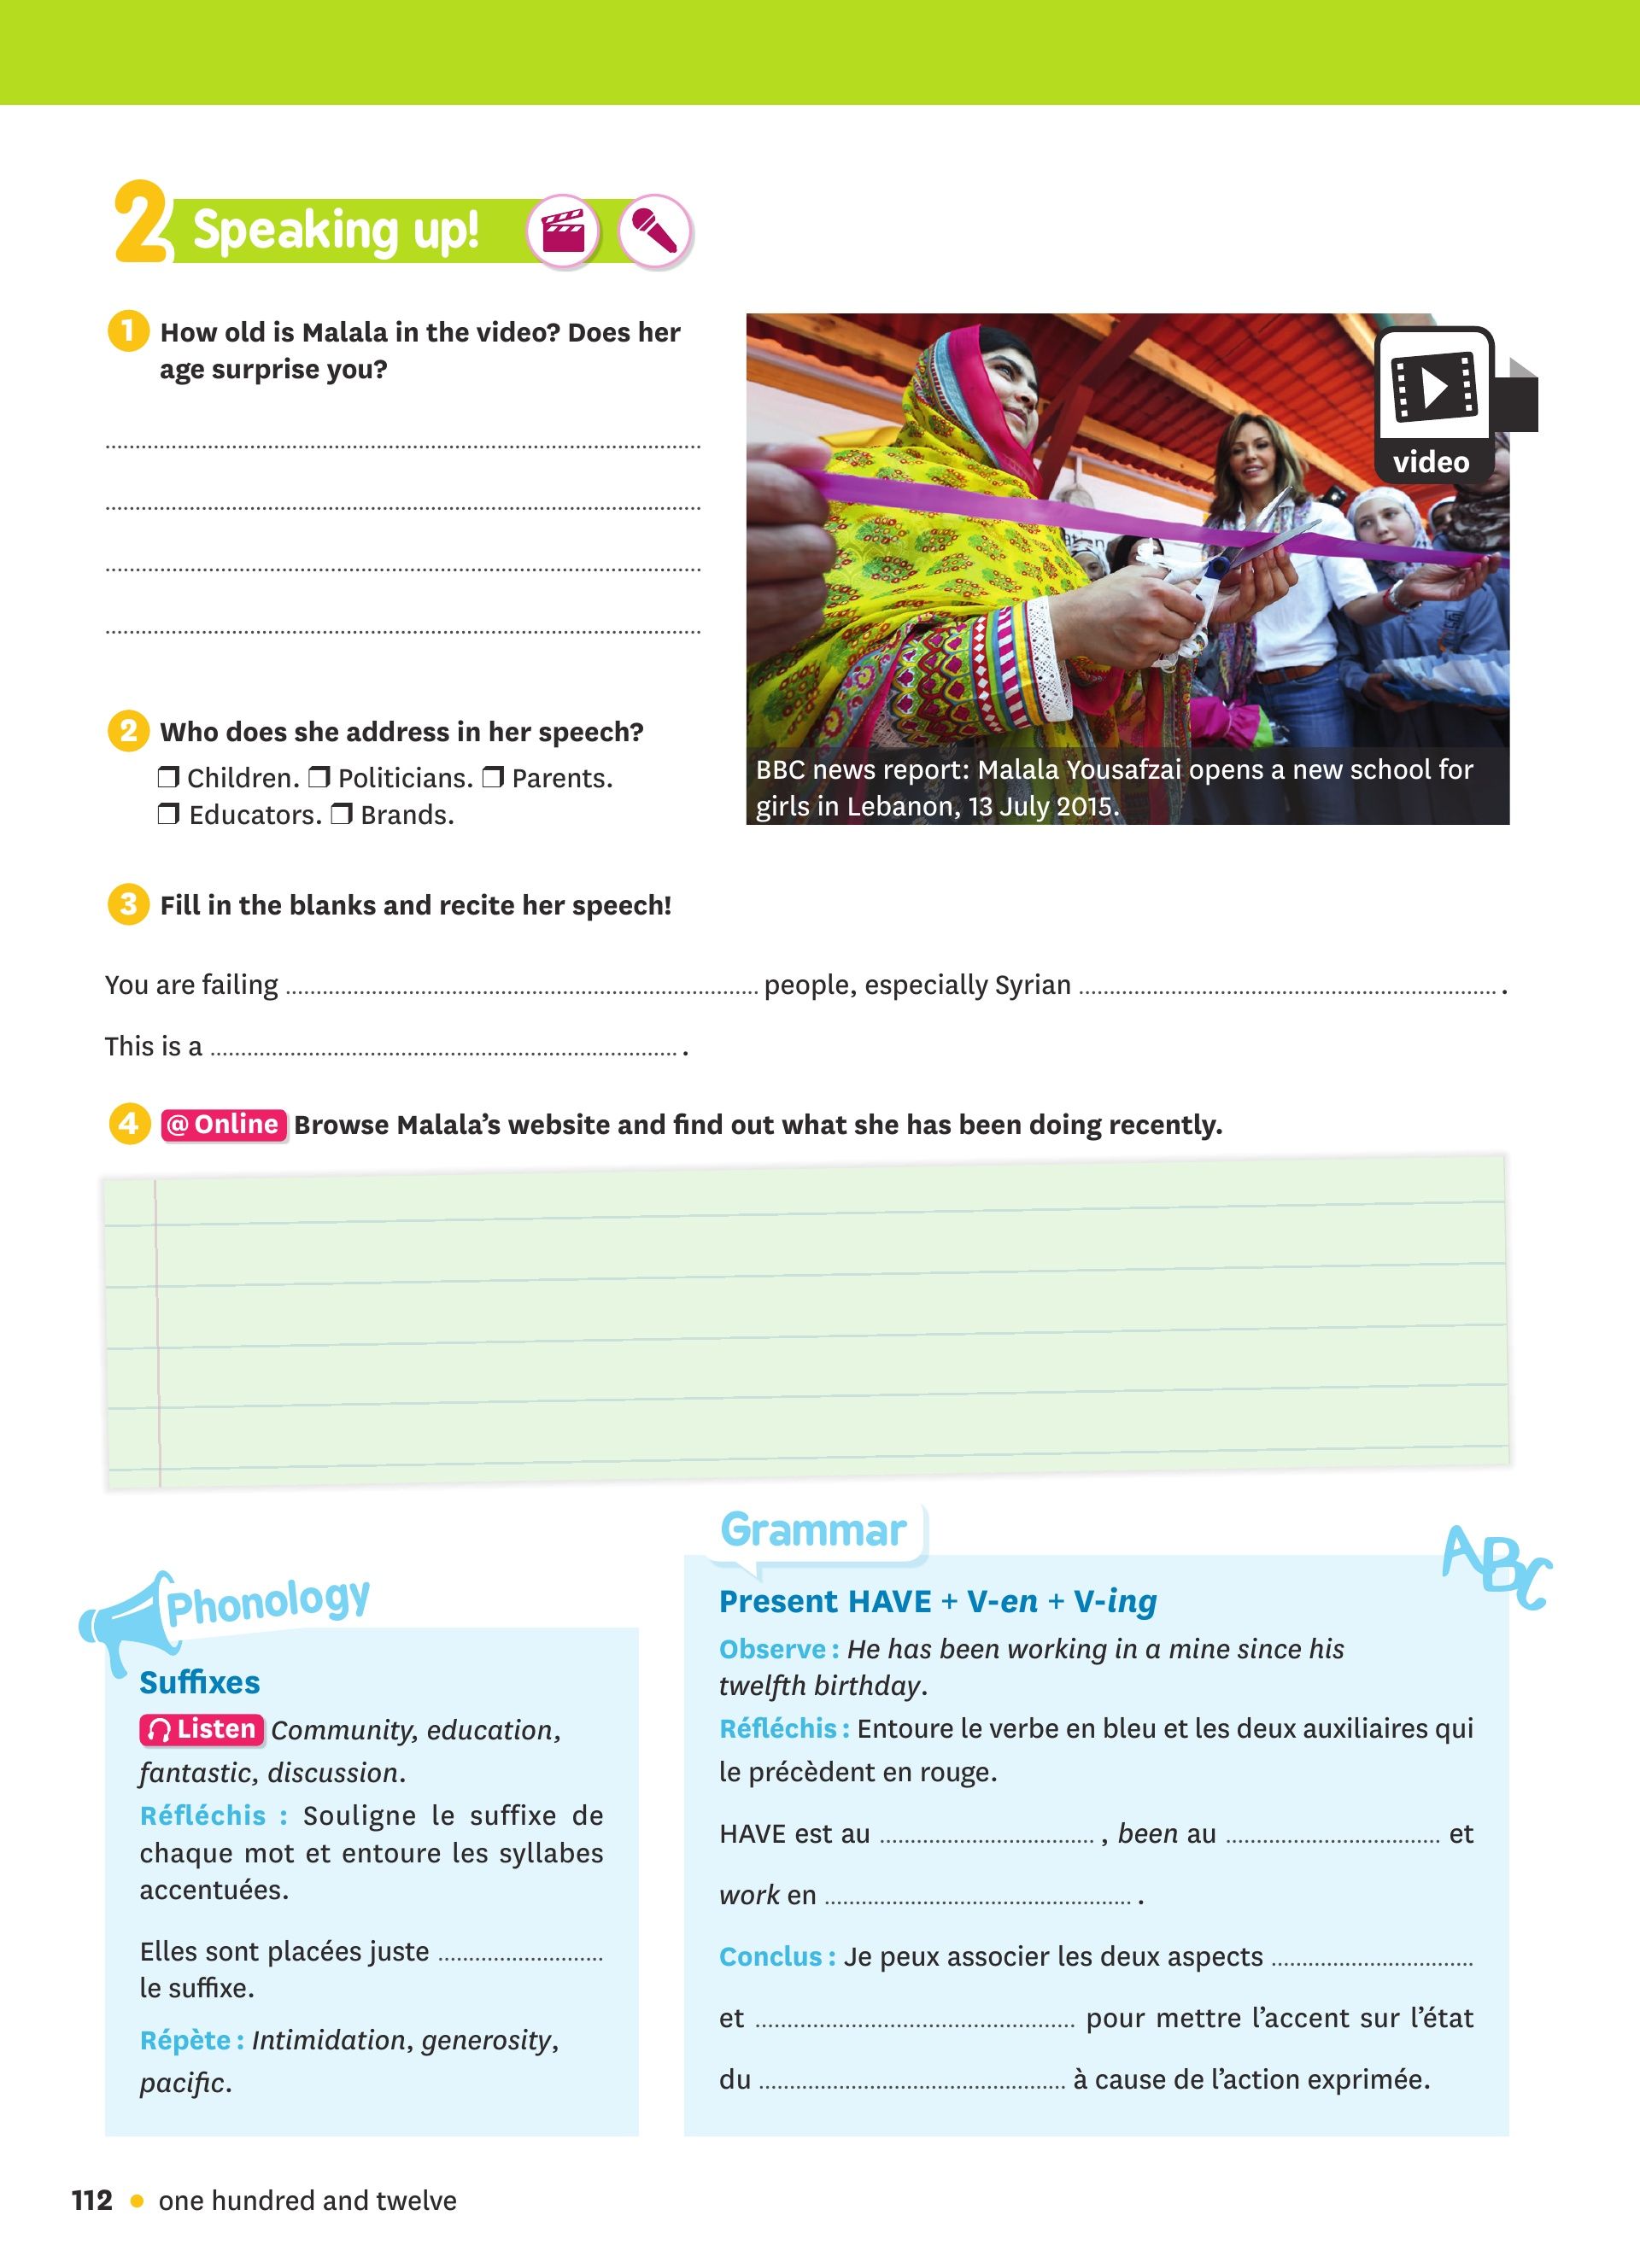 2 Speaking up!
1 How old is Malala in the video? Does her
age surprise you?
2 Who does she address in her speech?
❒ Children. ❒ Politicians. ❒ Parents.
❒ Educators. ❒ Brands.
video
BBC news report: Malala Yousafzai opens a new school for
girls in Lebanon, 13 July 2015.
3 Fill in the blanks and recite her speech!
You are failing .......... people, especially Syrian .......... .
This is a .......... .
4 @ Online Browse Malala’s website and find out what she has been doing recently.
Phonology
Suffixes
Listen Community, education,
fantastic, discussion.
Réfléchis : Souligne le suffixe de
chaque mot et entoure les syllabes
accentuées.
Elles sont placées juste ..........
le suffixe.
Répète : Intimidation, generosity,
pacific.
Grammar
ABC
Present HAVE + V-en + V-ing
Observe : He has been working in a mine since his
twelfth birthday.
Réfléchis : Entoure le verbe en bleu et les deux auxiliaires qui
le précèdent en rouge.
HAVE est au .......... , been au .......... et
work en .......... .
Conclus : Je peux associer les deux aspects ..........
et .......... pour mettre l’accent sur l’état
du .......... à cause de l’action exprimée.
112 • one hundred and twelve